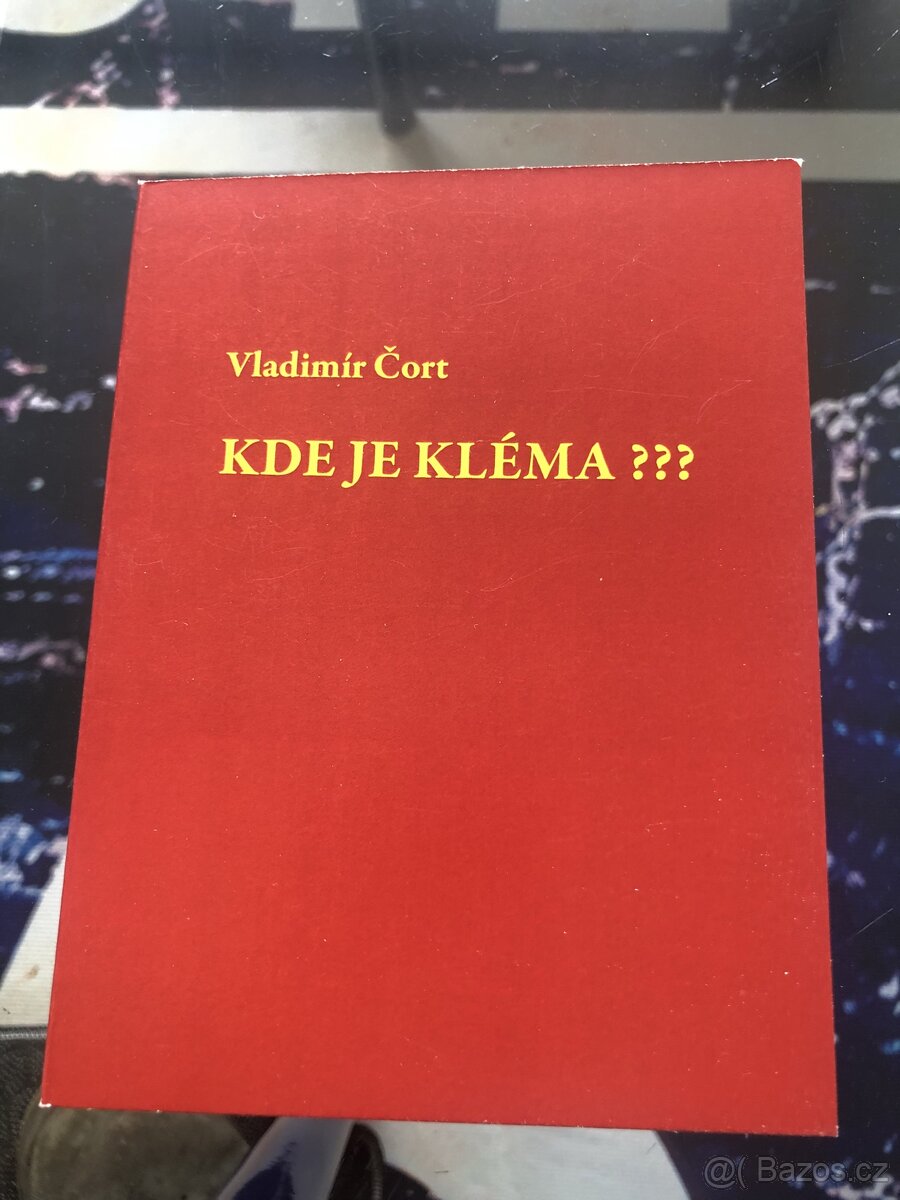 Vladimír Čort
KDE JE KLÉMA ???
@( Bazos.cz